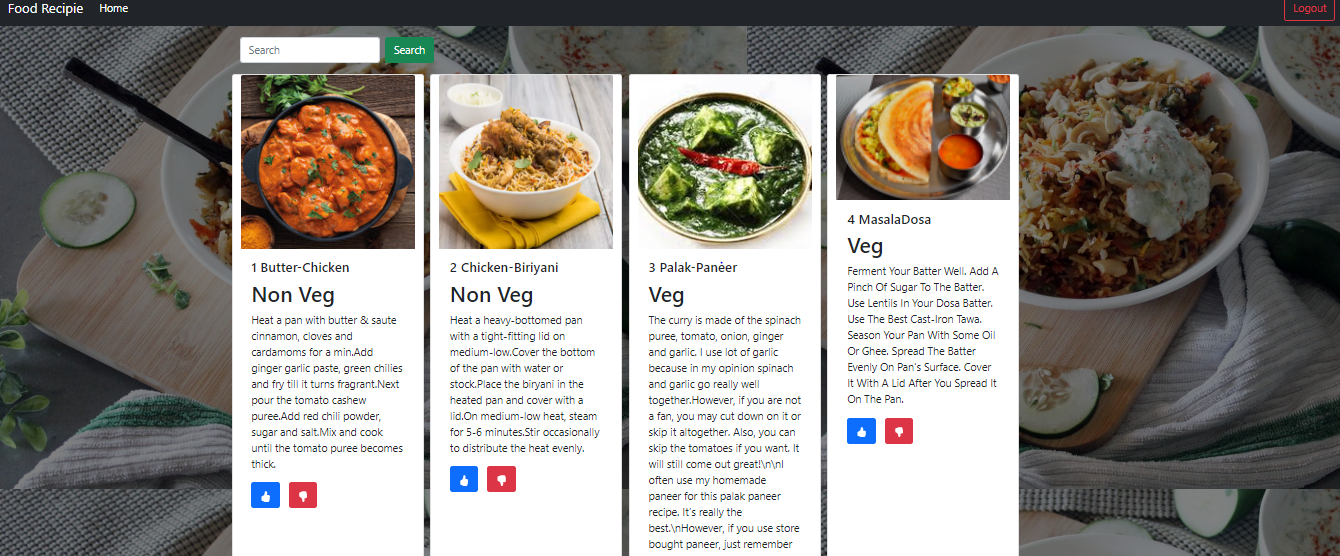 Food Recipie Home Logout
Search Search
1 Butter-Chicken
Non Veg
Heat a pan with butter & saute
cinnamon, cloves and
cardamoms for a min.Add
ginger garlic paste, green chilies
and fry till it turns fragrant.Next
pour the tomato cashew
puree.Add red chili powder,
sugar and salt.Mix and cook
until the tomato puree becomes
thick.
2 Chicken-Biriyani
Non Veg
Heat a heavy-bottomed pan
with a tight-fitting lid on
medium-low.Cover the bottom
of the pan with water or
stock.Place the biryani in the
heated pan and cover with a
lid.On medium-low heat, steam
for 5-6 minutes.Stir occasionally
to distribute the heat evenly.
3 Palak-Panèer
Veg
The curry is made of the spinach
puree, tomato, onion, ginger
and garlic. I use lot of garlic
because in my opinion spinach
and garlic go really well
together.However, if you are not
a fan, you may cut down on it or
skip it altogether. Also, you can
skip the tomatoes if you want. It
will still come out great!\n\nI
often use my homemade
paneer for this palak paneer
recipe. It's really the
best.\nHowever, if you use store
bought paneer, just remember
4 MasalaDosa
Veg
Ferment Your Batter Well. Add A
Pinch Of Sugar To The Batter.
Use Lentils In Your Dosa Batter.
Use The Best Cast-Iron Tawa.
Season Your Pan With Some Oil
Or Ghee. Spread The Batter
Evenly On Pan's Surface. Cover
It With A Lid After You Spread It
On The Pan.